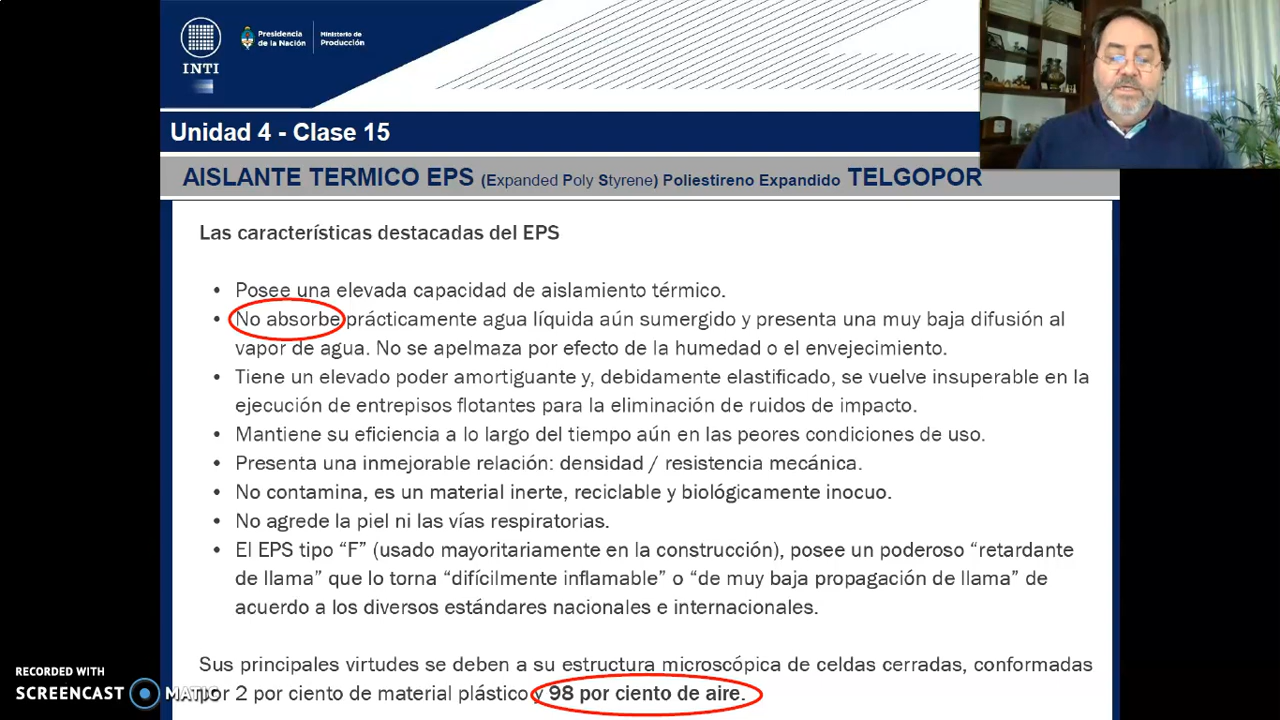 INTI
Presidencia
de la Nación
Ministerio de
Producción
Unidad 4 - Clase 15
AISLANTE TERMICO EPS (Expanded Poly Styrene) Poliestireno Expandido TELGOPOR
Las características destacadas del EPS
• Posee una elevada capacidad de aislamiento térmico.
• No absorbe prácticamente agua líquida aún sumergido y presenta una muy baja difusión al
vapor de agua. No se apelmaza por efecto de la humedad o el envejecimiento.
• Tiene un elevado poder amortiguante y, debidamente elastificado, se vuelve insuperable en la
ejecución de entrepisos flotantes para la eliminación de ruidos de impacto.
• Mantiene su eficiencia a lo largo del tiempo aún en las peores condiciones de uso.
• Presenta una inmejorable relación: densidad / resistencia mecánica.
• No contamina, es un material inerte, reciclable y biológicamente inocuo.
• No agrede la piel ni las vías respiratorias.
• El EPS tipo “F” (usado mayoritariamente en la construcción), posee un poderoso “retardante
de llama” que lo torna “difícilmente inflamable” o “de muy baja propagación de llama” de
acuerdo a los diversos estándares nacionales e internacionales.
Sus principales virtudes se deben a su estructura microscópica de celdas cerradas, conformadas
por 2 por ciento de material plástico y 98 por ciento de aire.
RECORDED WITH
SCREENCAST MATIC